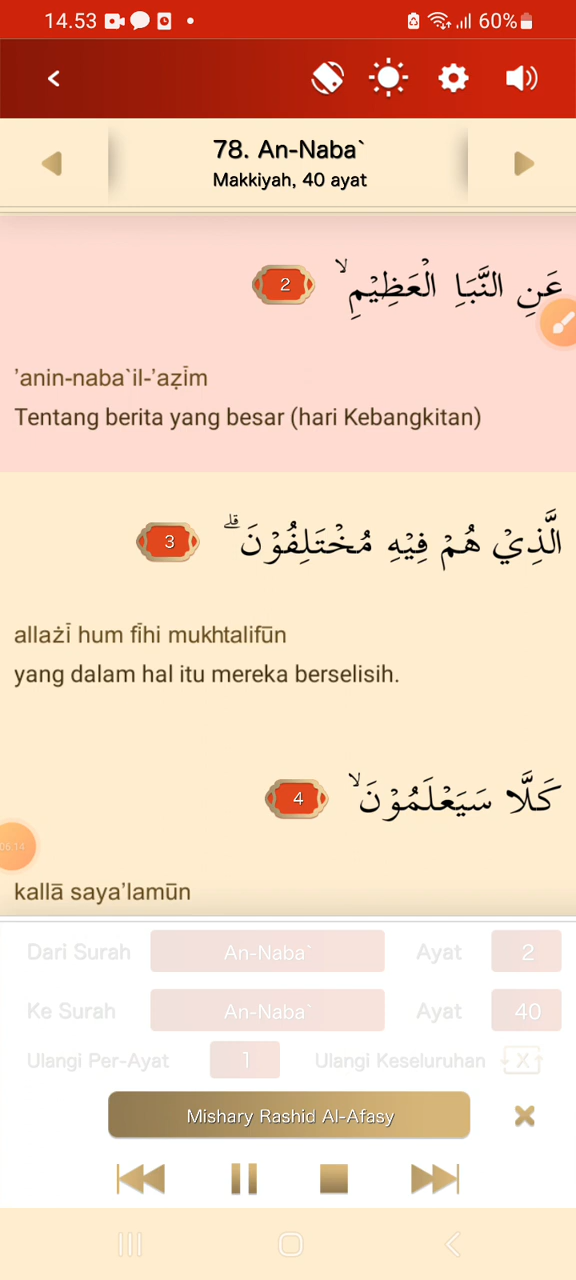 14.53
60%
78. An-Naba`
Makkiyah, 40 ayat
عَنِ النَّبَاِ الْعَظِيْمِۙ
2
’anin-naba`il-’aẓīm
Tentang berita yang besar (hari Kebangkitan)
الَّذِيْ هُمْ فِيْهِ مُخْتَلِفُوْنَۗ
3
allażī hum fīhi mukhtalifūn
yang dalam hal itu mereka berselisih.
كَلَّا سَيَعْلَمُوْنَۙ
4
06:14
kallā saya’lamūn
Dari Surah An-Naba` Ayat 2
Ke Surah An-Naba` Ayat 40
Ulangi Per-Ayat 1 Ulangi Keseluruhan X
Mishary Rashid Al-Afasy